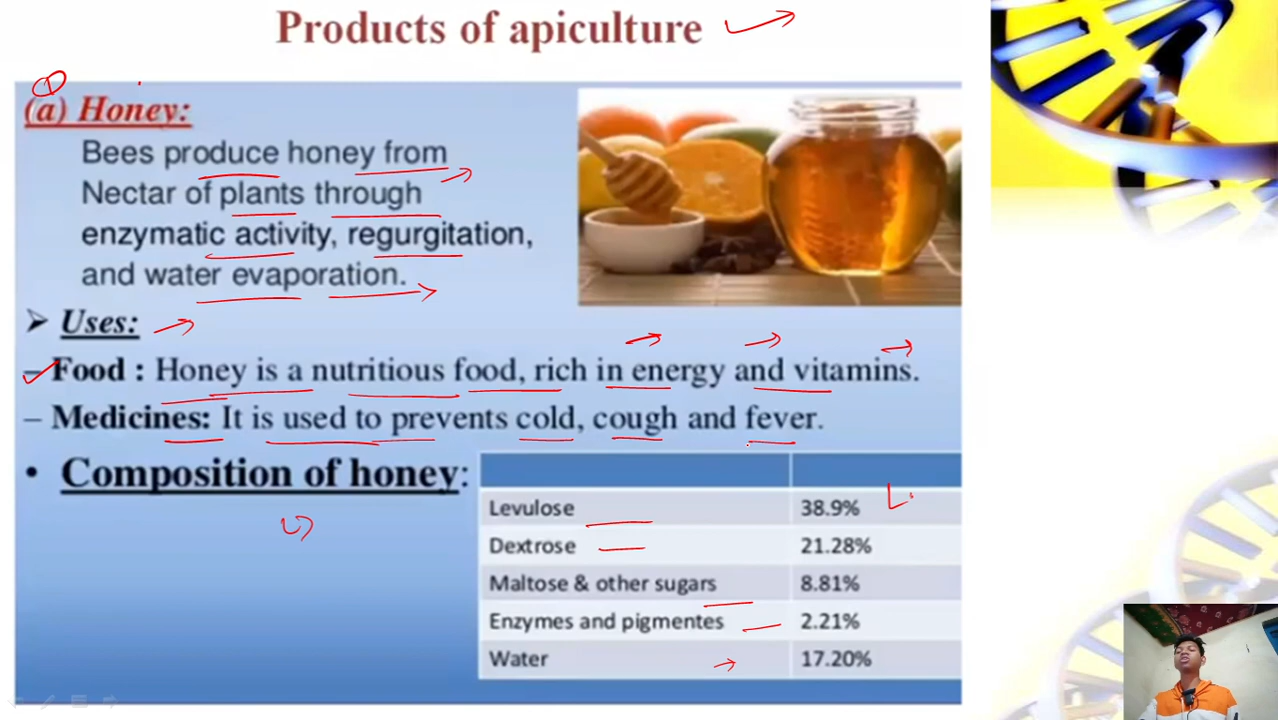 Products of apiculture
(a) Honey:
Bees produce honey from
Nectar of plants through
enzymatic activity, regurgitation,
and water evaporation.
➤ Uses:
– Food : Honey is a nutritious food, rich in energy and vitamins.
– Medicines: It is used to prevents cold, cough and fever.
• Composition of honey:
Levulose 38.9%
Dextrose 21.28%
Maltose & other sugars 8.81%
Enzymes and pigmentes 2.21%
Water 17.20%